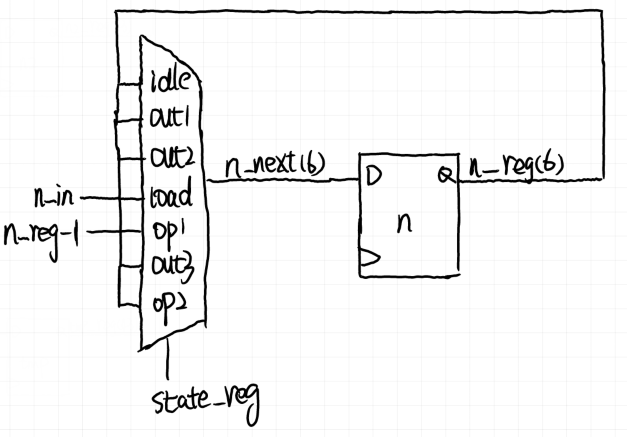 idle
out1
out2
n_next(6)
D
Q
n_reg(6)
n_in
load
n_reg-1
op1
n
out3
op2
state_reg